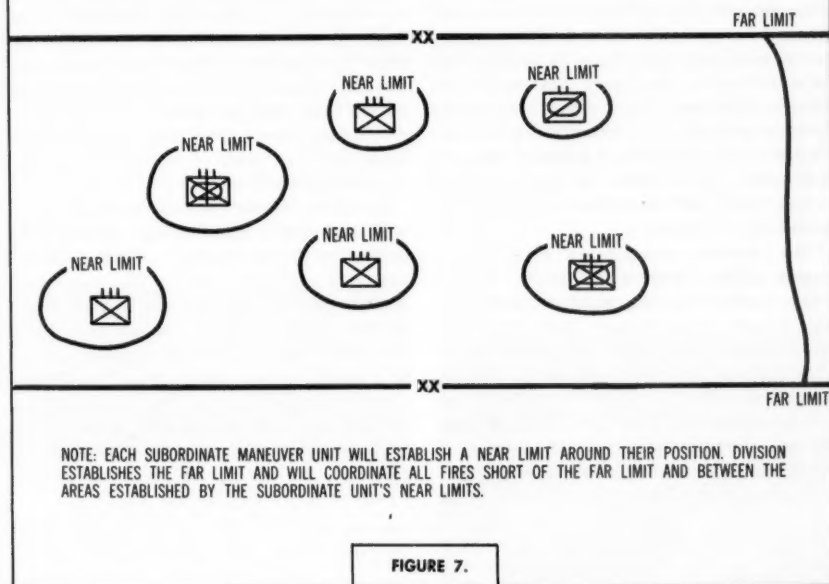 FAR LIMIT
XX
NEAR LIMIT
NEAR LIMIT
NEAR LIMIT
NEAR LIMIT
NEAR LIMIT
NEAR LIMIT
XX
FAR LIMIT
NOTE: EACH SUBORDINATE MANEUVER UNIT WILL ESTABLISH A NEAR LIMIT AROUND THEIR POSITION. DIVISION
ESTABLISHES THE FAR LIMIT AND WILL COORDINATE ALL FIRES SHORT OF THE FAR LIMIT AND BETWEEN THE
AREAS ESTABLISHED BY THE SUBORDINATE UNIT'S NEAR LIMITS.
FIGURE 7.